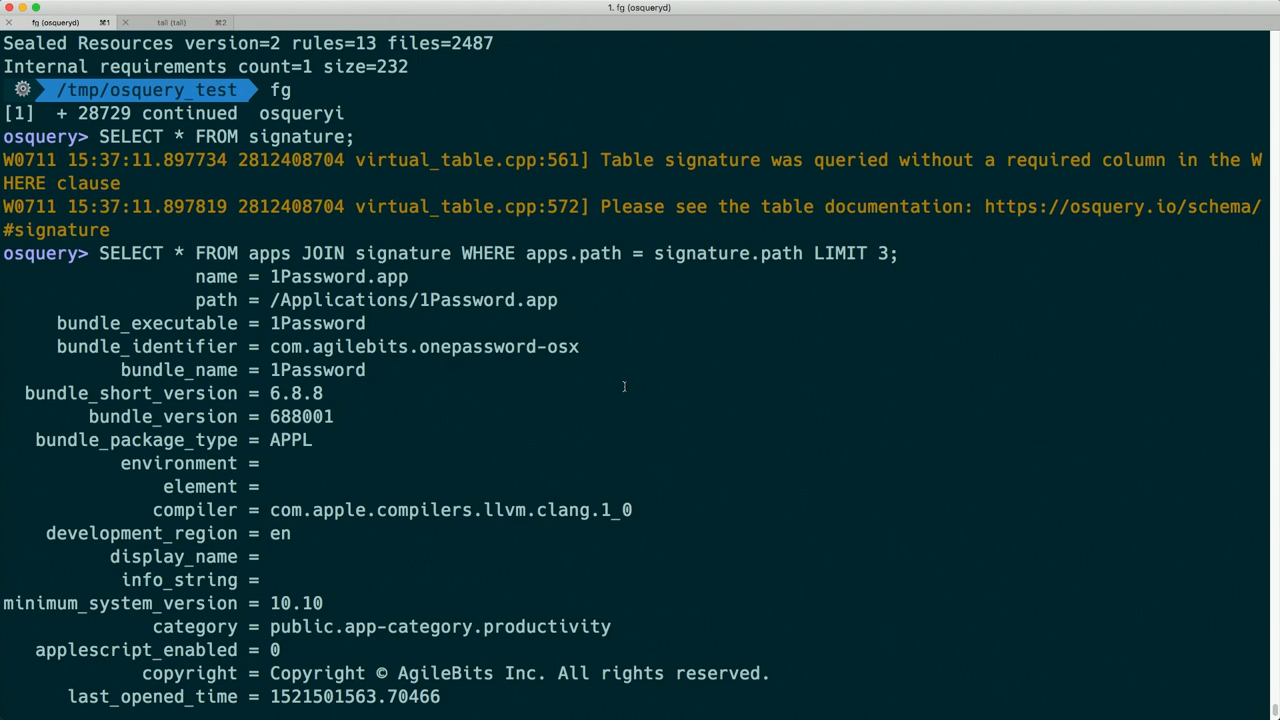 1. fg (osqueryd)
fg (osqueryd) ⌘1 tail (tail) ⌘2
Sealed Resources version=2 rules=13 files=2487
Internal requirements count=1 size=232
/tmp/osquery_test fg
[1]  + 28729 continued  osqueryi
osquery> SELECT * FROM signature;
W0711 15:37:11.897734 2812408704 virtual_table.cpp:561] Table signature was queried without a required column in the W
HERE clause
W0711 15:37:11.897819 2812408704 virtual_table.cpp:572] Please see the table documentation: https://osquery.io/schema/
#signature
osquery> SELECT * FROM apps JOIN signature WHERE apps.path = signature.path LIMIT 3;
name = 1Password.app
path = /Applications/1Password.app
bundle_executable = 1Password
bundle_identifier = com.agilebits.onepassword-osx
bundle_name = 1Password
bundle_short_version = 6.8.8
bundle_version = 688001
bundle_package_type = APPL
environment =
element =
compiler = com.apple.compilers.llvm.clang.1_0
development_region = en
display_name =
info_string =
minimum_system_version = 10.10
category = public.app-category.productivity
applescript_enabled = 0
copyright = Copyright © AgileBits Inc. All rights reserved.
last_opened_time = 1521501563.70466